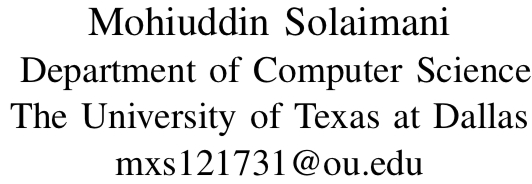 Mohiuddin Solaimani
Department of Computer Science
The University of Texas at Dallas
mxs121731@ou.edu